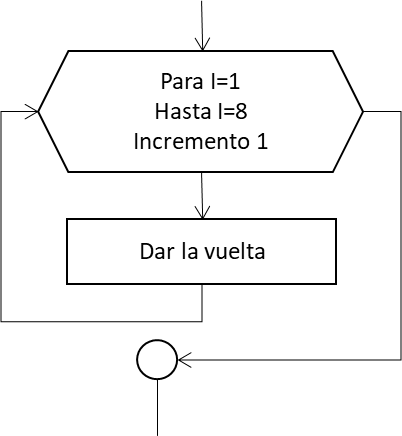 Para I=1
Hasta I=8
Incremento 1
Dar la vuelta